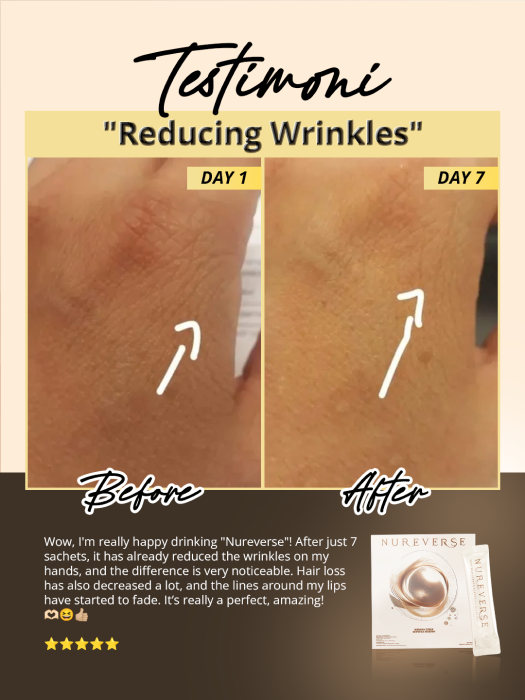 Testimoni
"Reducing Wrinkles"
DAY 1
DAY 7
Before
After
Wow, I'm really happy drinking "Nureverse"! After just 7
sachets, it has already reduced the wrinkles on my
hands, and the difference is very noticeable. Hair loss
has also decreased a lot, and the lines around my lips
have started to fade. It's really a perfect, amazing!
🫶🏼😆👍🏼
⭐⭐⭐⭐⭐
NUREVERSE
NUREVERSE